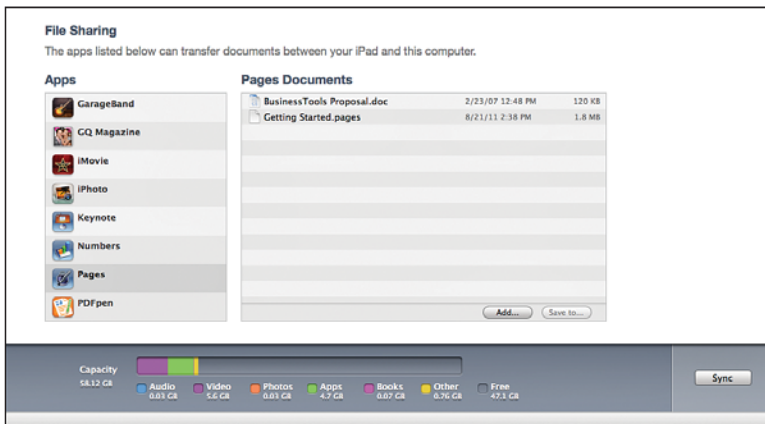 File Sharing
The apps listed below can transfer documents between your iPad and this computer.
Apps
GarageBand
GQ Magazine
iMovie
iPhoto
Keynote
Numbers
Pages
PDFpen
Pages Documents
BusinessTools Proposal.doc 2/23/07 12:48 PM 120 KB
Getting Started.pages 8/21/11 2:38 PM 1.8 MB
Add... Save to...
Capacity
58.12 GB
Audio
0.03 GB
Video
5.6 GB
Photos
0.03 GB
Apps
4.7 GB
Books
0.07 GB
Other
0.76 GB
Free
47.1 GB
Sync